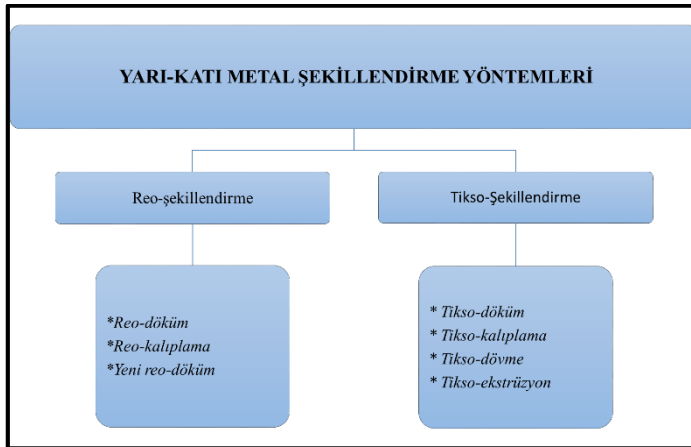 YARI-KATI METAL ŞEKİLLENDİRME YÖNTEMLERİ
Reo-şekillendirme
Tikso-Şekillendirme
*Reo-döküm
*Reo-kalıplama
*Yeni reo-döküm
* Tikso-döküm
* Tikso-kalıplama
* Tikso-dövme
* Tikso-ekstrüzyon